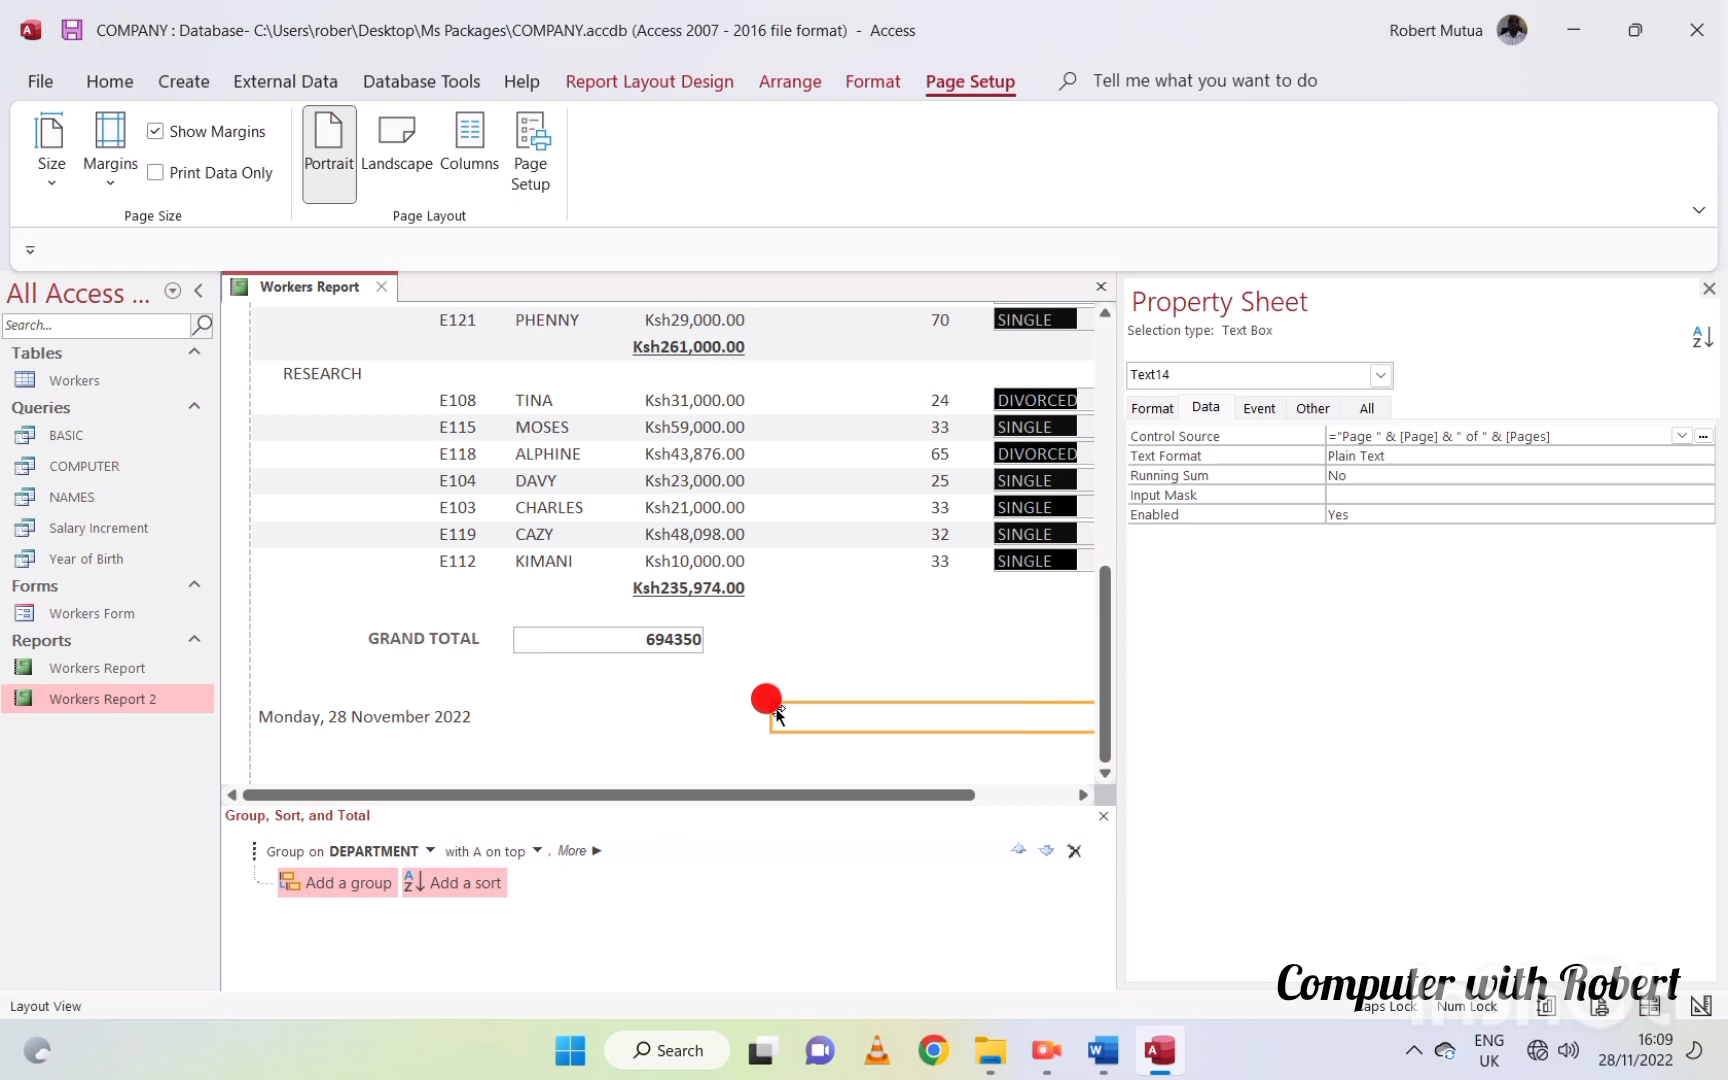 COMPANY : Database- C:\Users\rober\Desktop\Ms Packages\COMPANY.accdb (Access 2007 - 2016 file format) - Access
Robert Mutua
File Home Create External Data Database Tools Help Report Layout Design Arrange Format Page Setup Tell me what you want to do
Size Margins Show Margins Portrait Landscape Columns Page Setup
Print Data Only
Page Size Page Layout
All Access ...
Search...
Tables
Workers
Queries
BASIC
COMPUTER
NAMES
Salary Increment
Year of Birth
Forms
Workers Form
Reports
Workers Report
Workers Report 2
Workers Report
E121 PHENNY Ksh29,000.00 70 SINGLE
Ksh261,000.00
RESEARCH
E108 TINA Ksh31,000.00 24 DIVORCED
E115 MOSES Ksh59,000.00 33 SINGLE
E118 ALPHINE Ksh43,876.00 65 DIVORCED
E104 DAVY Ksh23,000.00 25 SINGLE
E103 CHARLES Ksh21,000.00 33 SINGLE
E119 CAZY Ksh48,098.00 32 SINGLE
E112 KIMANI Ksh10,000.00 33 SINGLE
Ksh235,974.00
GRAND TOTAL 694350
Monday, 28 November 2022
Group, Sort, and Total
Group on DEPARTMENT with A on top , More
Add a group Add a sort
Property Sheet
Selection type: Text Box
Text14
Format Data Event Other All
Control Source ="Page " & [Page] & " of " & [Pages]
Text Format Plain Text
Running Sum No
Input Mask
Enabled Yes
Computer with Robert
Layout View
Caps Lock Num Lock
Search
ENG
UK
16:09
28/11/2022